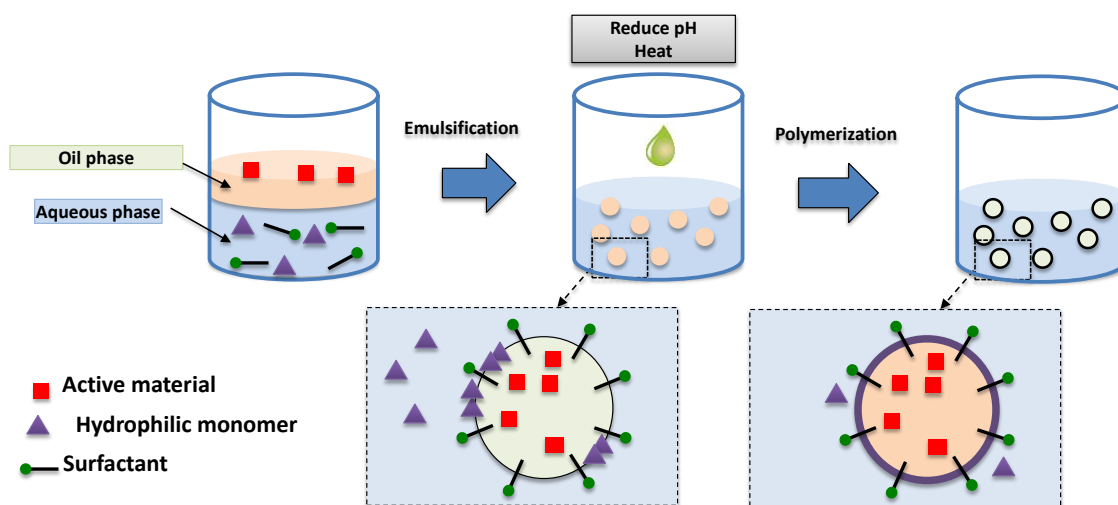 Reduce pH
Heat
Emulsification
Polymerization
Oil phase
Aqueous phase
Active material
Hydrophilic monomer
Surfactant